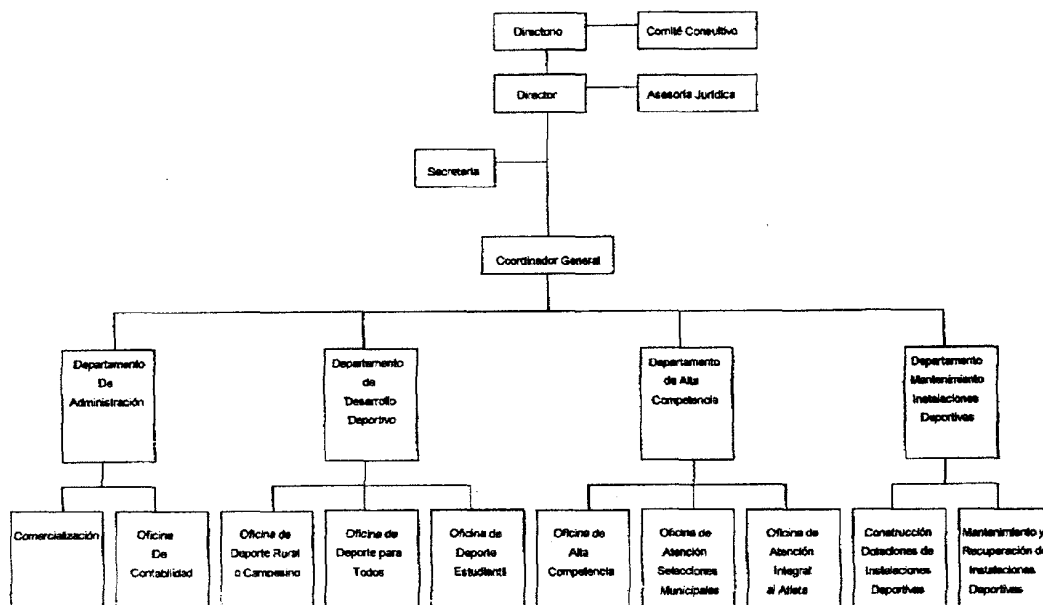 Directorio
Comité Consultivo
Director
Asesoría Jurídica
Secretaria
Coordinador General
Departamento
De
Administración
Departamento
de
Desarrollo
Deportivo
Departamento
de Alta
Competencia
Departamento
Mantenimiento
Instalaciones
Deportivas
Comercialización
Oficina
De
Contabilidad
Oficina de
Deporte Rural
o Campesino
Oficina de
Deporte para
Todos
Oficina de
Deporte
Estudiantil
Oficina de
Alta
Competencia
Oficina de
Atención
Selecciones
Municipales
Oficina de
Atención
Integral
al Atleta
Construcción
Dotaciones de
Instalaciones
Deportivas
Mantenimiento y
Recuperación de
Instalaciones
Deportivas